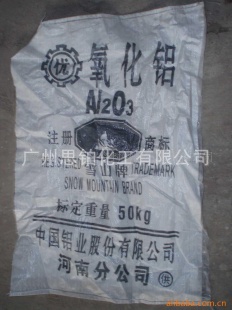 优 氧化铝
Al2O3
注册 商标
REGISTERED TRADEMARK
雪山牌
SNOW MOUNTAIN BRAND
广州思铂化工有限公司
标定重量 50kg
中国铝业股份有限公司
河南分公司